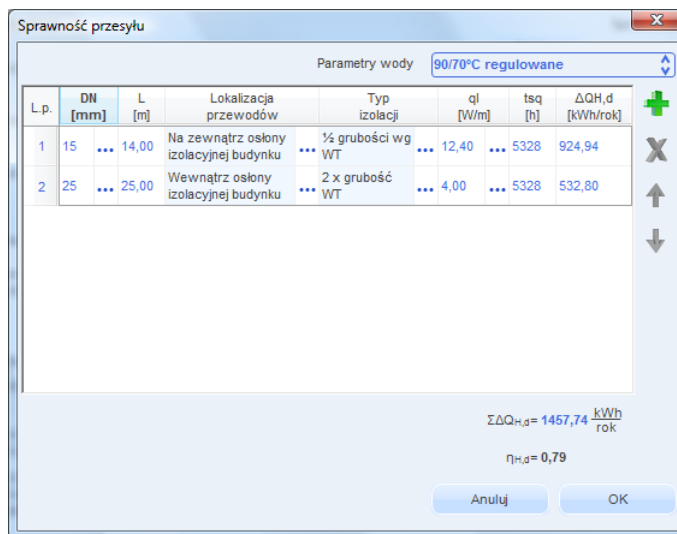 Sprawność przesyłu
Parametry wody 90/70°C regulowane
L.p. DN [mm] L [m] Lokalizacja przewodów Typ izolacji ql [W/m] tsq [h] ΔQH,d [kWh/rok]
1 15 ... 14,00 Na zewnątrz osłony izolacyjnej budynku ... ½ grubości wg WT ... 12,40 ... 5328 924,94
2 25 ... 25,00 Wewnątrz osłony izolacyjnej budynku ... 2 x grubość WT ... 4,00 ... 5328 532,80
ΣΔQH,d= 1457,74 kWh/rok
ηH,d= 0,79
Anuluj OK